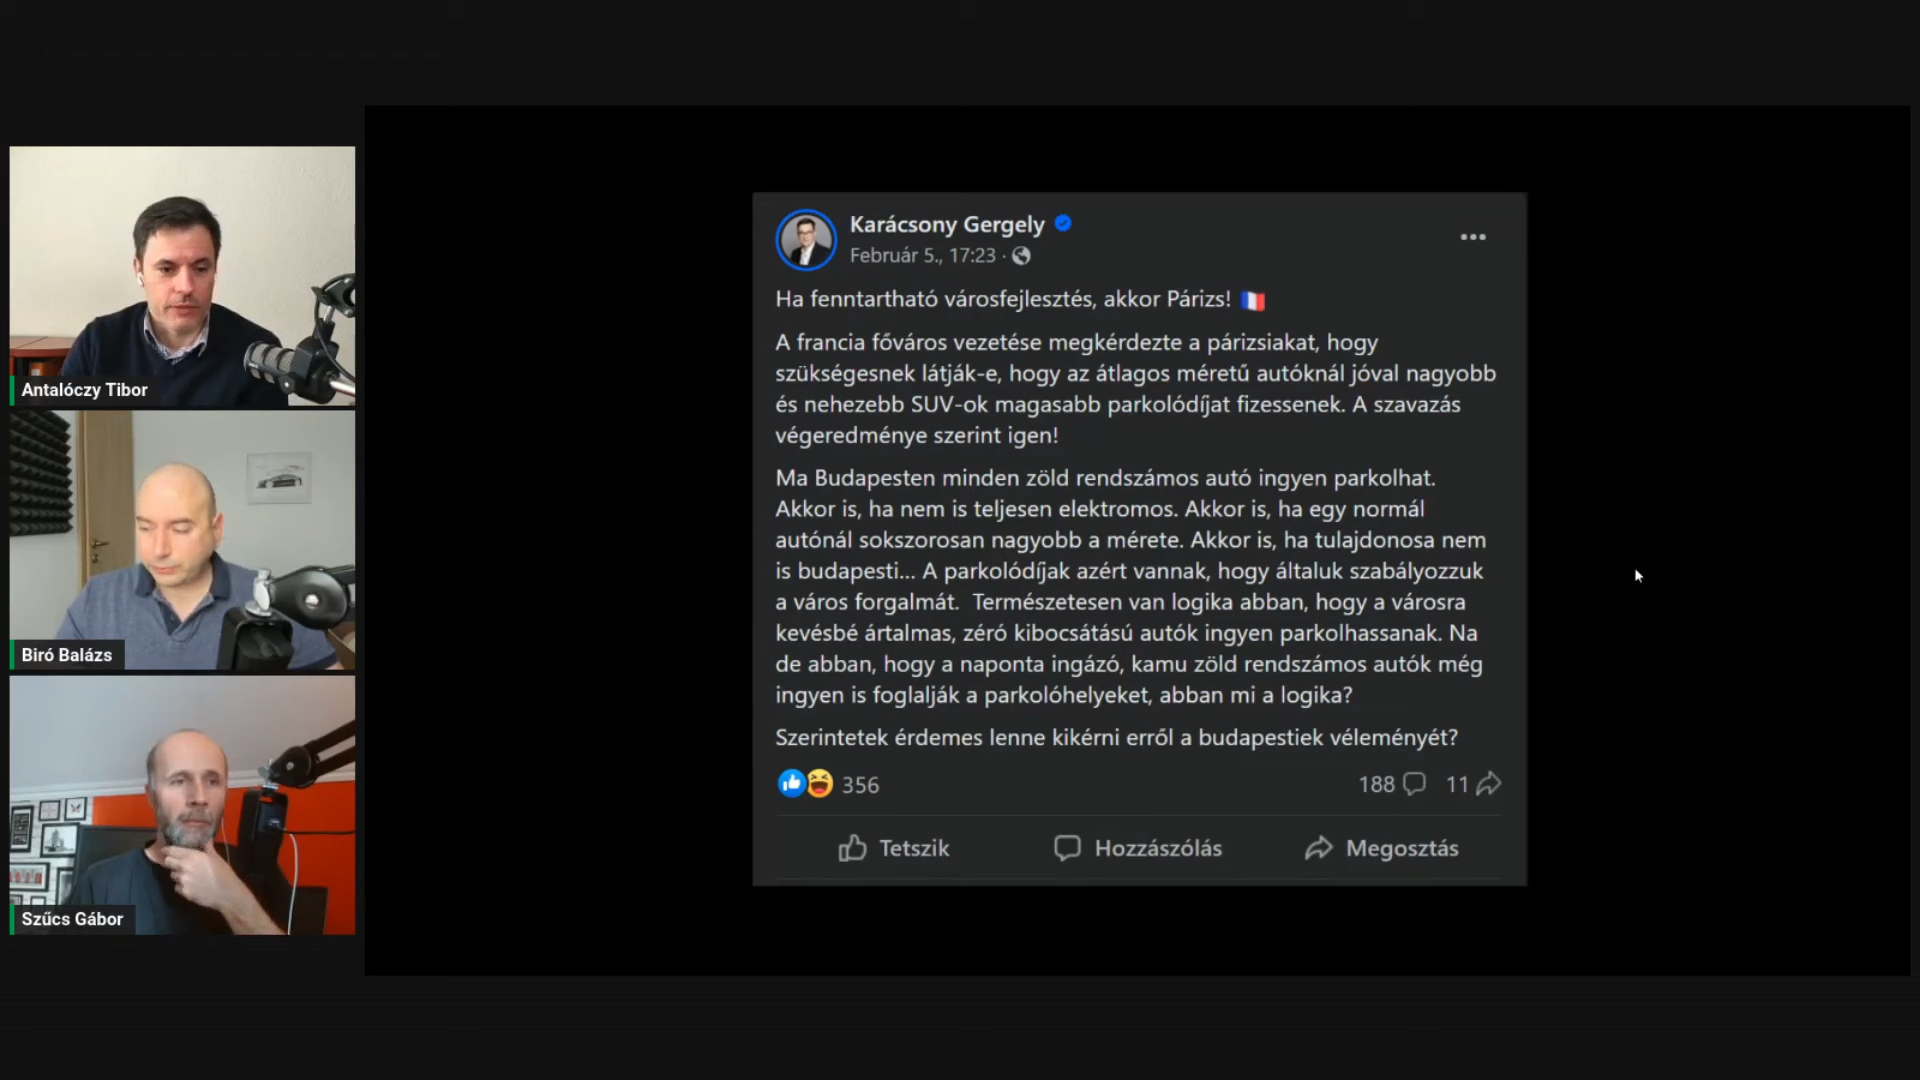 Antalóczy Tibor
Biró Balázs
Szűcs Gábor
Karácsony Gergely
Február 5., 17:23 ·
Ha fenntartható városfejlesztés, akkor Párizs! 🇫🇷
A francia főváros vezetése megkérdezte a párizsiakat, hogy
szükségesnek látják-e, hogy az átlagos méretű autóknál jóval nagyobb
és nehezebb SUV-ok magasabb parkolódíjat fizessenek. A szavazás
végeredménye szerint igen!
Ma Budapesten minden zöld rendszámos autó ingyen parkolhat.
Akkor is, ha nem is teljesen elektromos. Akkor is, ha egy normál
autónál sokszorosan nagyobb a mérete. Akkor is, ha tulajdonosa nem
is budapesti... A parkolódíjak azért vannak, hogy általuk szabályozzuk
a város forgalmát. Természetesen van logika abban, hogy a városra
kevésbé ártalmas, zéró kibocsátású autók ingyen parkolhassanak. Na
de abban, hogy a naponta ingázó, kamu zöld rendszámos autók még
ingyen is foglalják a parkolóhelyeket, abban mi a logika?
Szerintetek érdemes lenne kikérni erről a budapestiek véleményét?
356 188 11
Tetszik Hozzászólás Megosztás